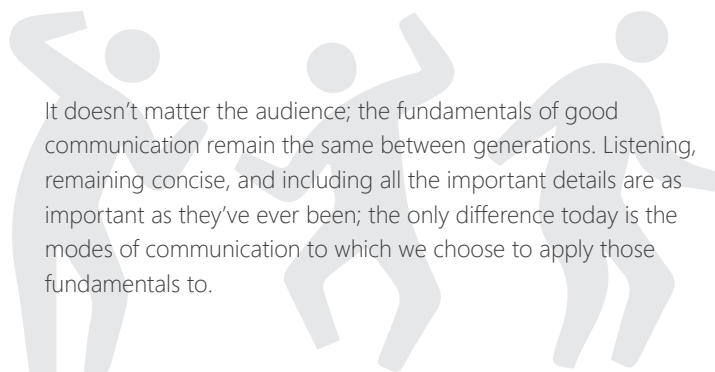 It doesn’t matter the audience; the fundamentals of good
communication remain the same between generations. Listening,
remaining concise, and including all the important details are as
important as they’ve ever been; the only difference today is the
modes of communication to which we choose to apply those
fundamentals to.